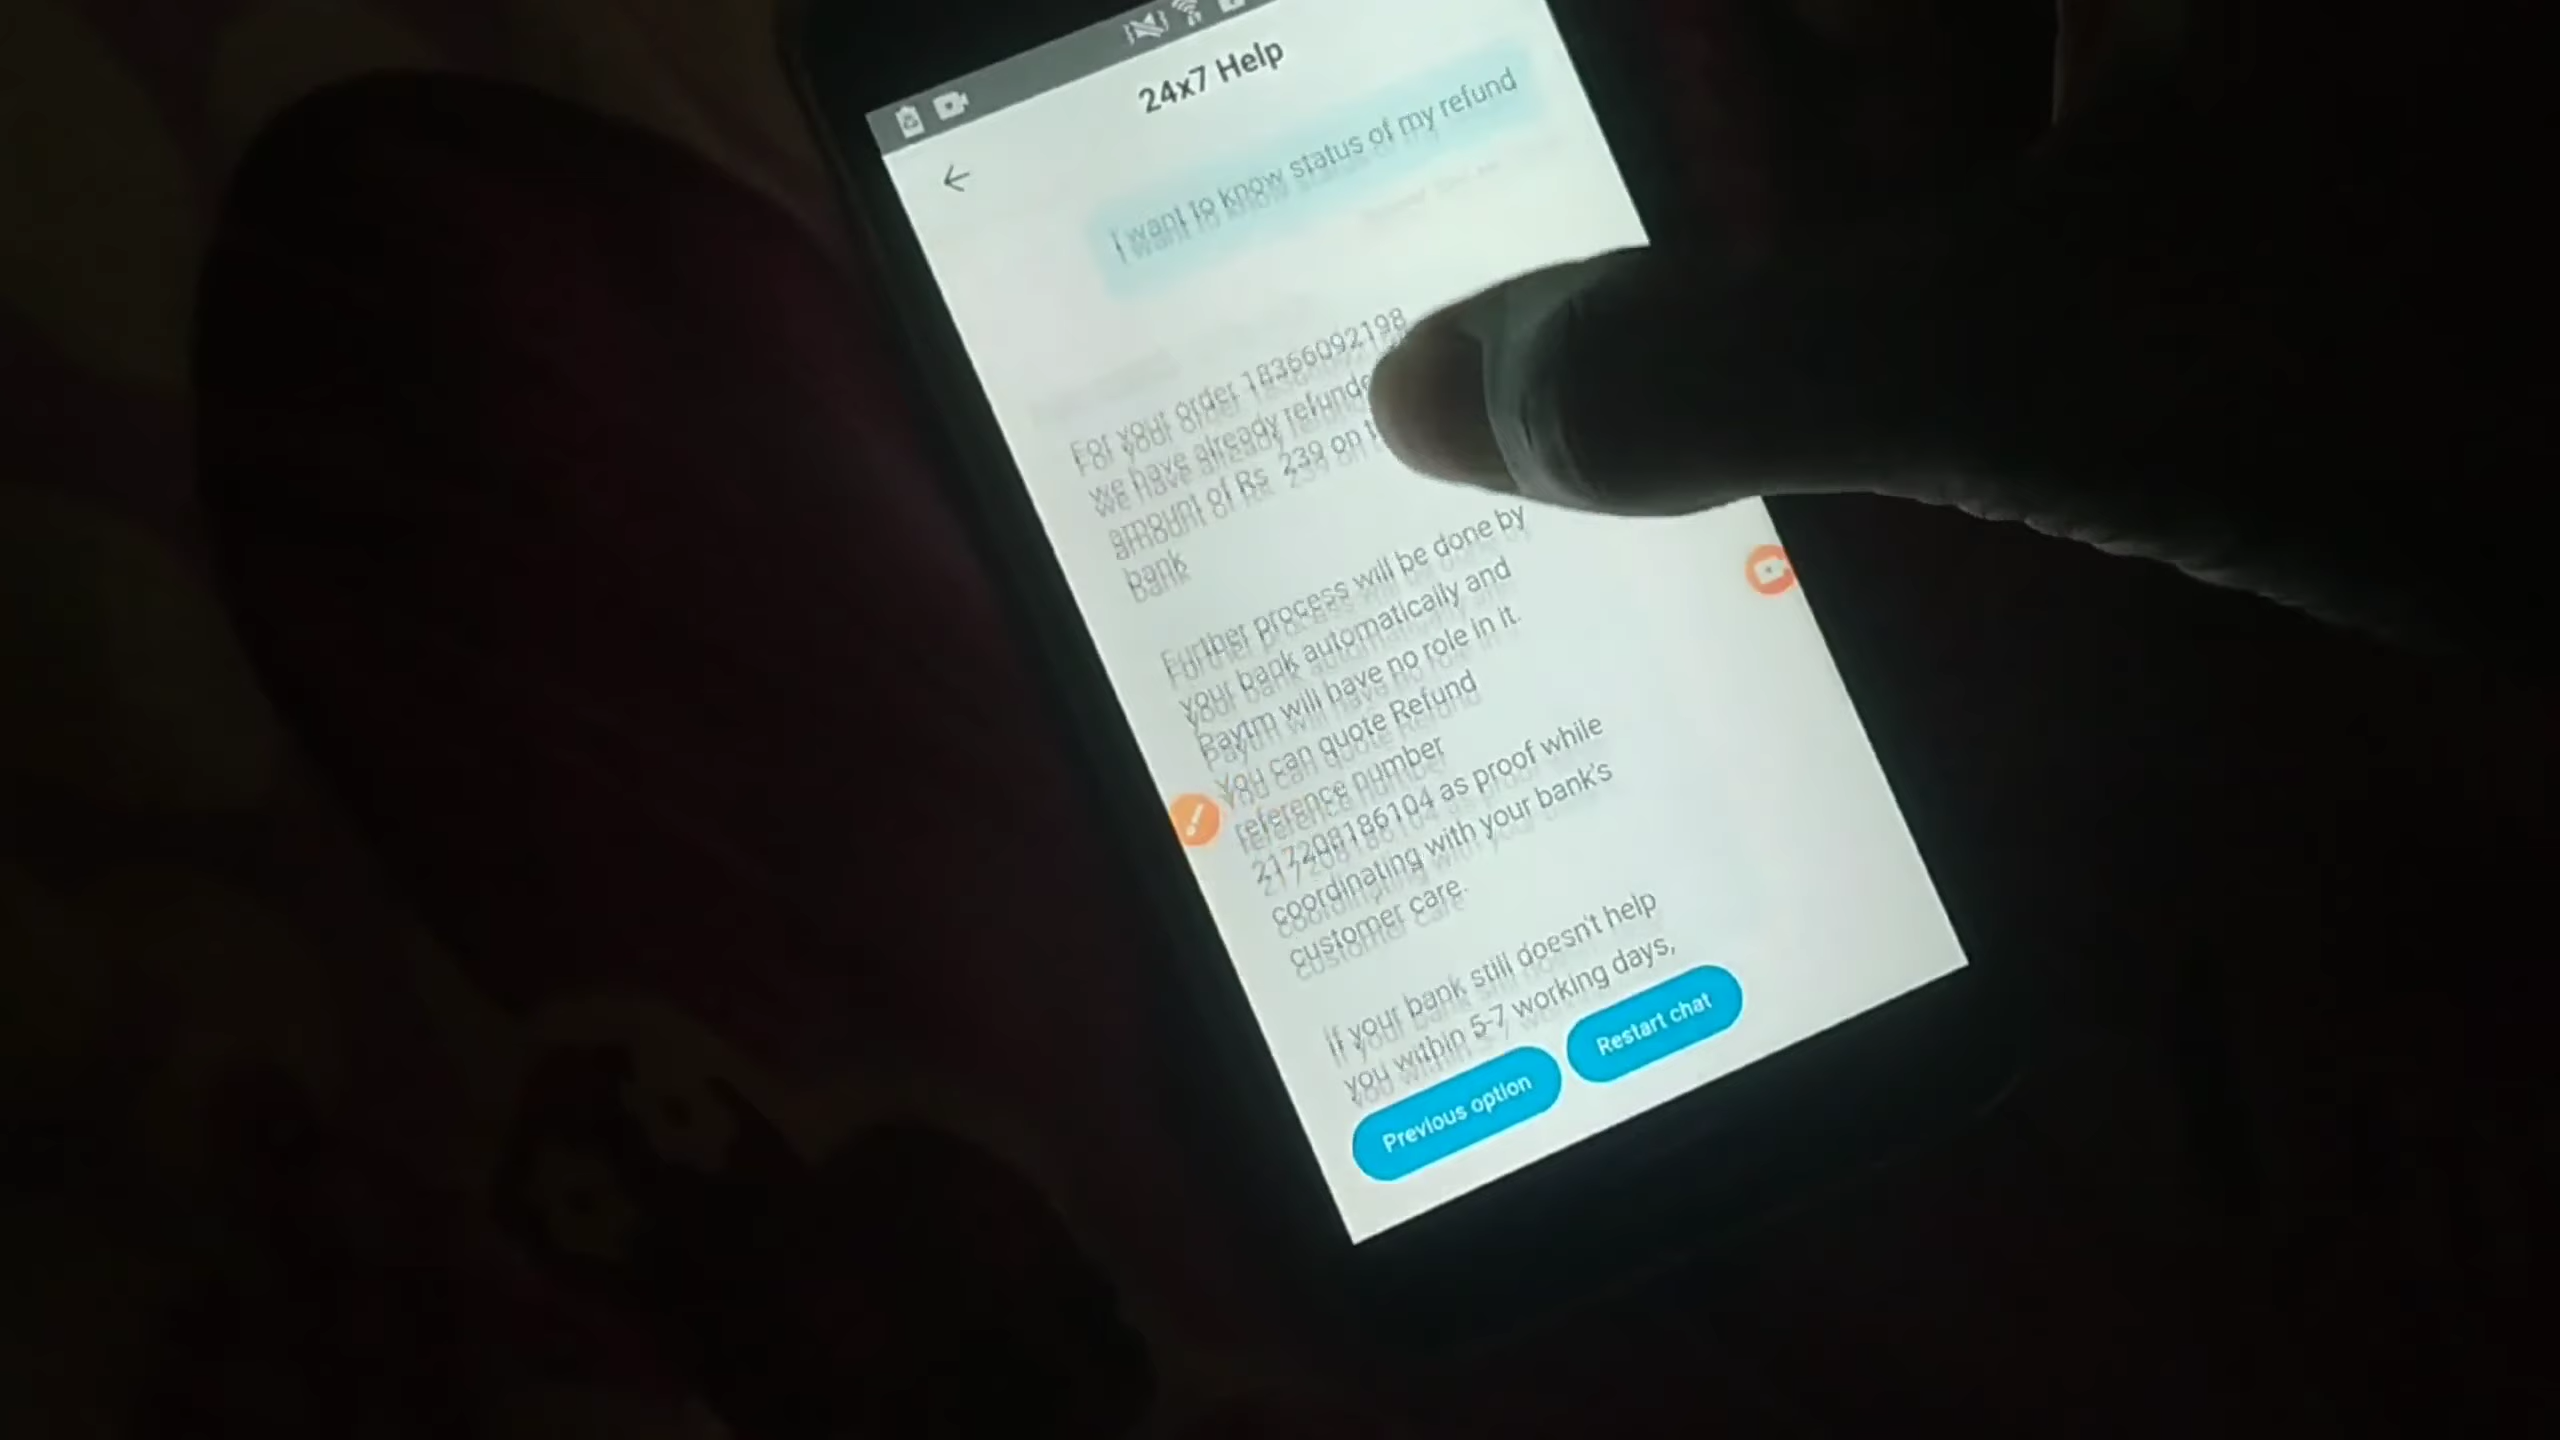 24x7 Help
I want to know status of my refund
For your order 18366092198
we have already refunde
amount of Rs 239 on
bank
Further process will be done by
your bank automatically and
Paytm will have no role in it.
You can quote Refund
reference number
217208186104 as proof while
coordinating with your bank's
customer care.
If your bank still doesn't help
you within 5-7 working days,
Previous option
Restart chat